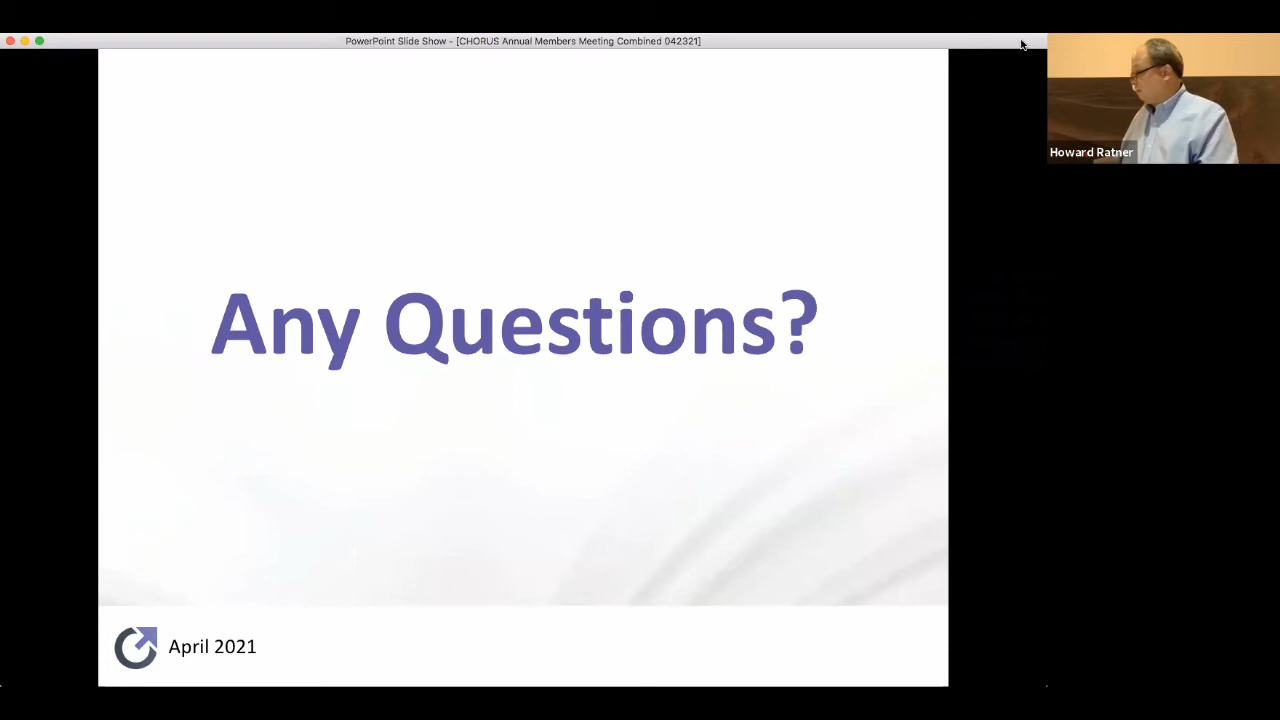 PowerPoint Slide Show - [CHORUS Annual Members Meeting Combined 042321]
Howard Ratner
Any Questions?
April 2021